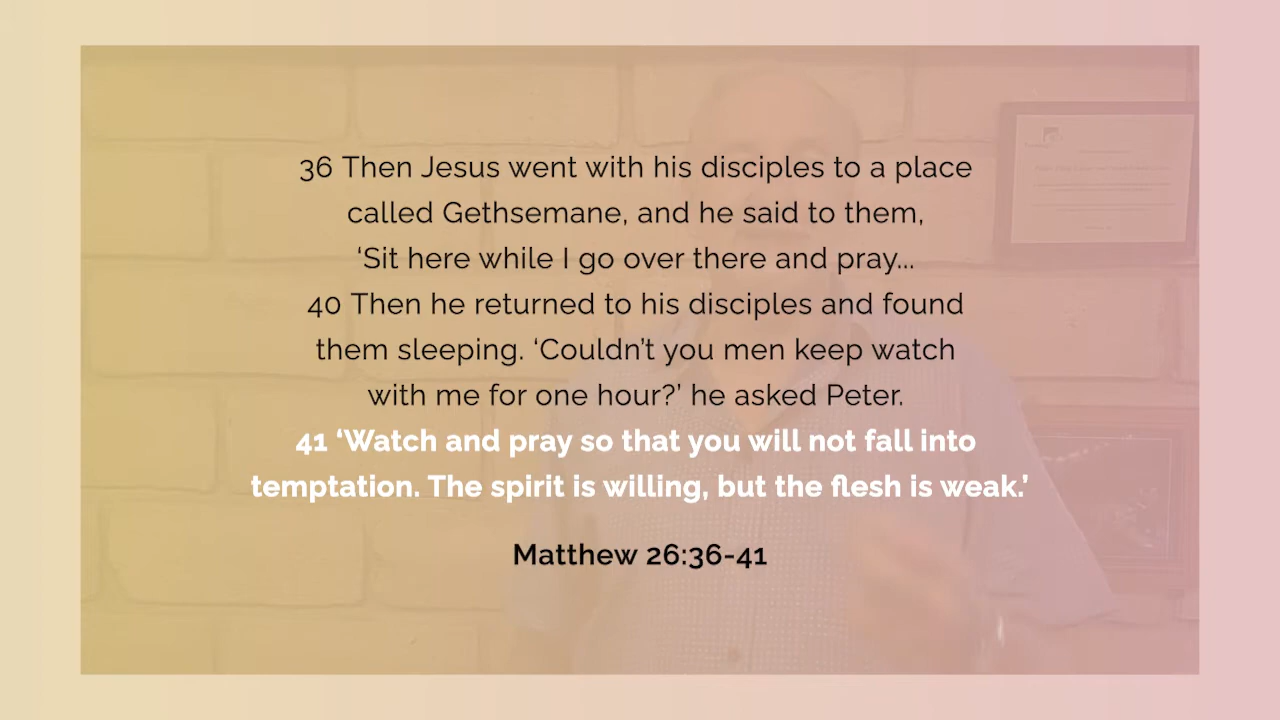 36 Then Jesus went with his disciples to a place
called Gethsemane, and he said to them,
‘Sit here while I go over there and pray...
40 Then he returned to his disciples and found
them sleeping. ‘Couldn’t you men keep watch
with me for one hour?’ he asked Peter.
41 ‘Watch and pray so that you will not fall into
temptation. The spirit is willing, but the flesh is weak.’
Matthew 26:36-41